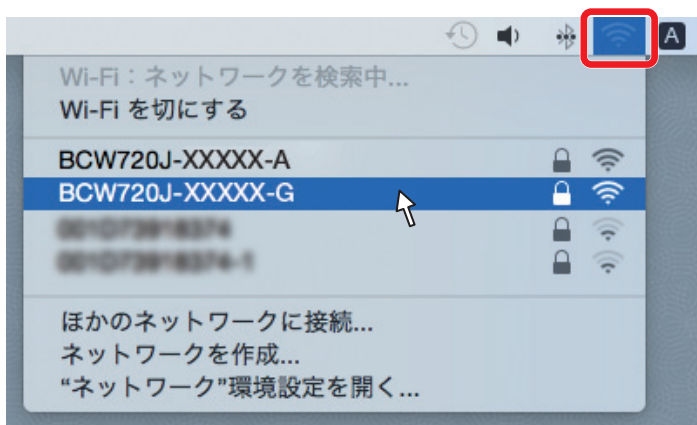 A
Wi-Fi：ネットワークを検索中...
Wi-Fi を切にする
BCW720J-XXXXX-A
BCW720J-XXXXX-G
ほかのネットワークに接続...
ネットワークを作成...
“ネットワーク”環境設定を開く...